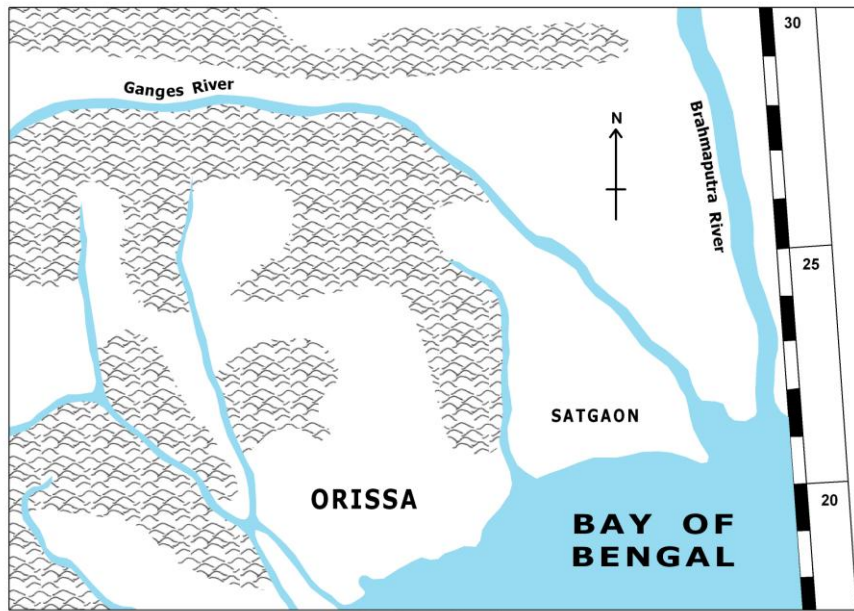 30
Ganges River
N
Brahmaputra River
25
SATGAON
20
ORISSA
BAY OF
BENGAL